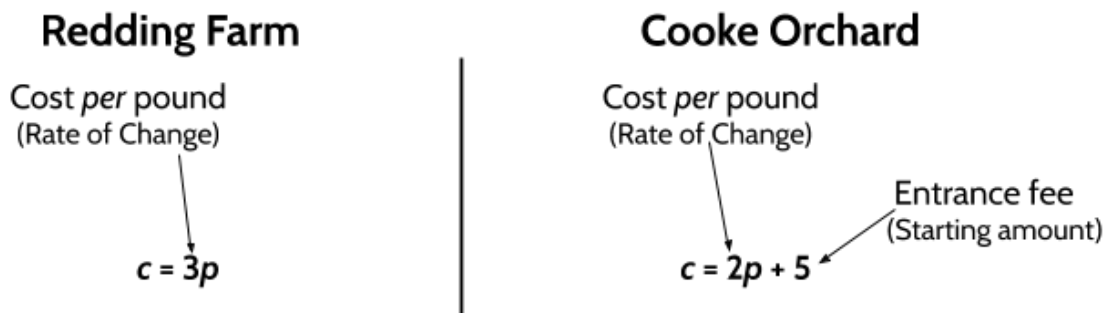 Redding Farm
Cost per pound
(Rate of Change)
c = 3p
Cooke Orchard
Cost per pound
(Rate of Change)
Entrance fee
(Starting amount)
c = 2p + 5